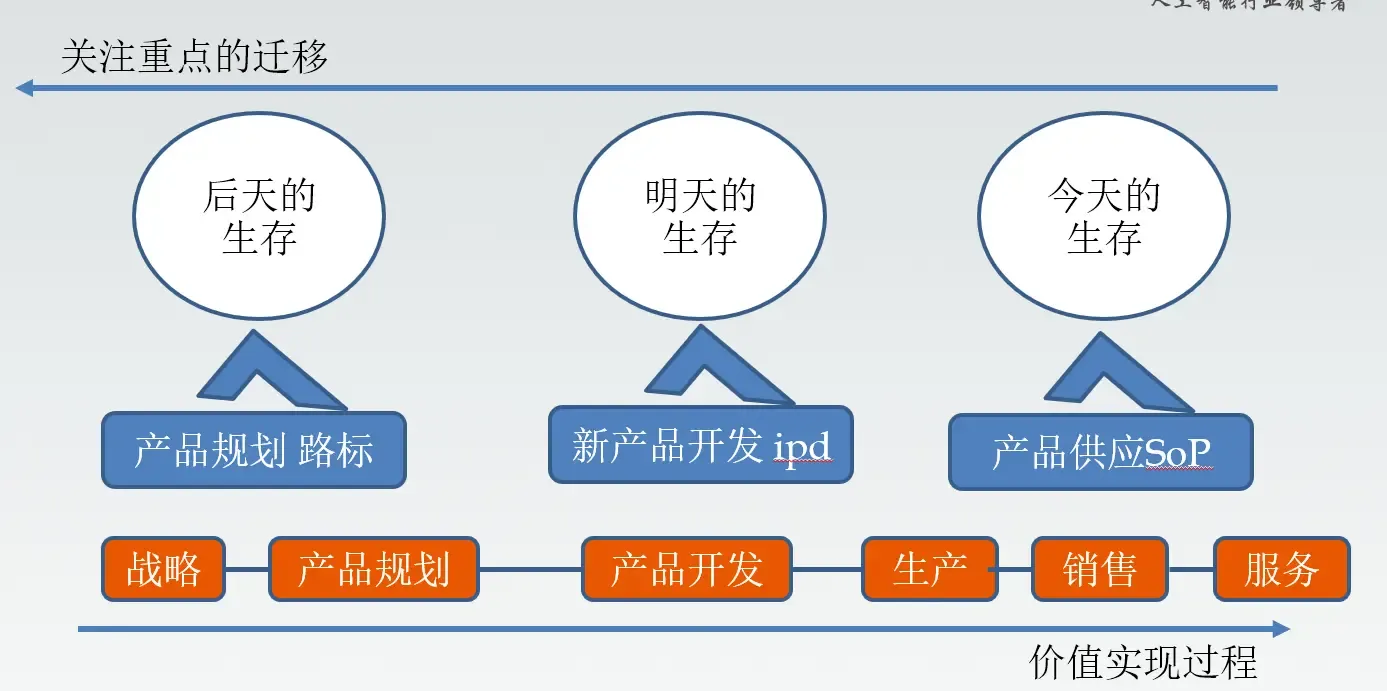 人工智能行业领导者
关注重点的迁移
后天的
生存
明天的
生存
今天的
生存
产品规划 路标
新产品开发 ipd
产品供应SoP
战略
产品规划
产品开发
生产
销售
服务
价值实现过程